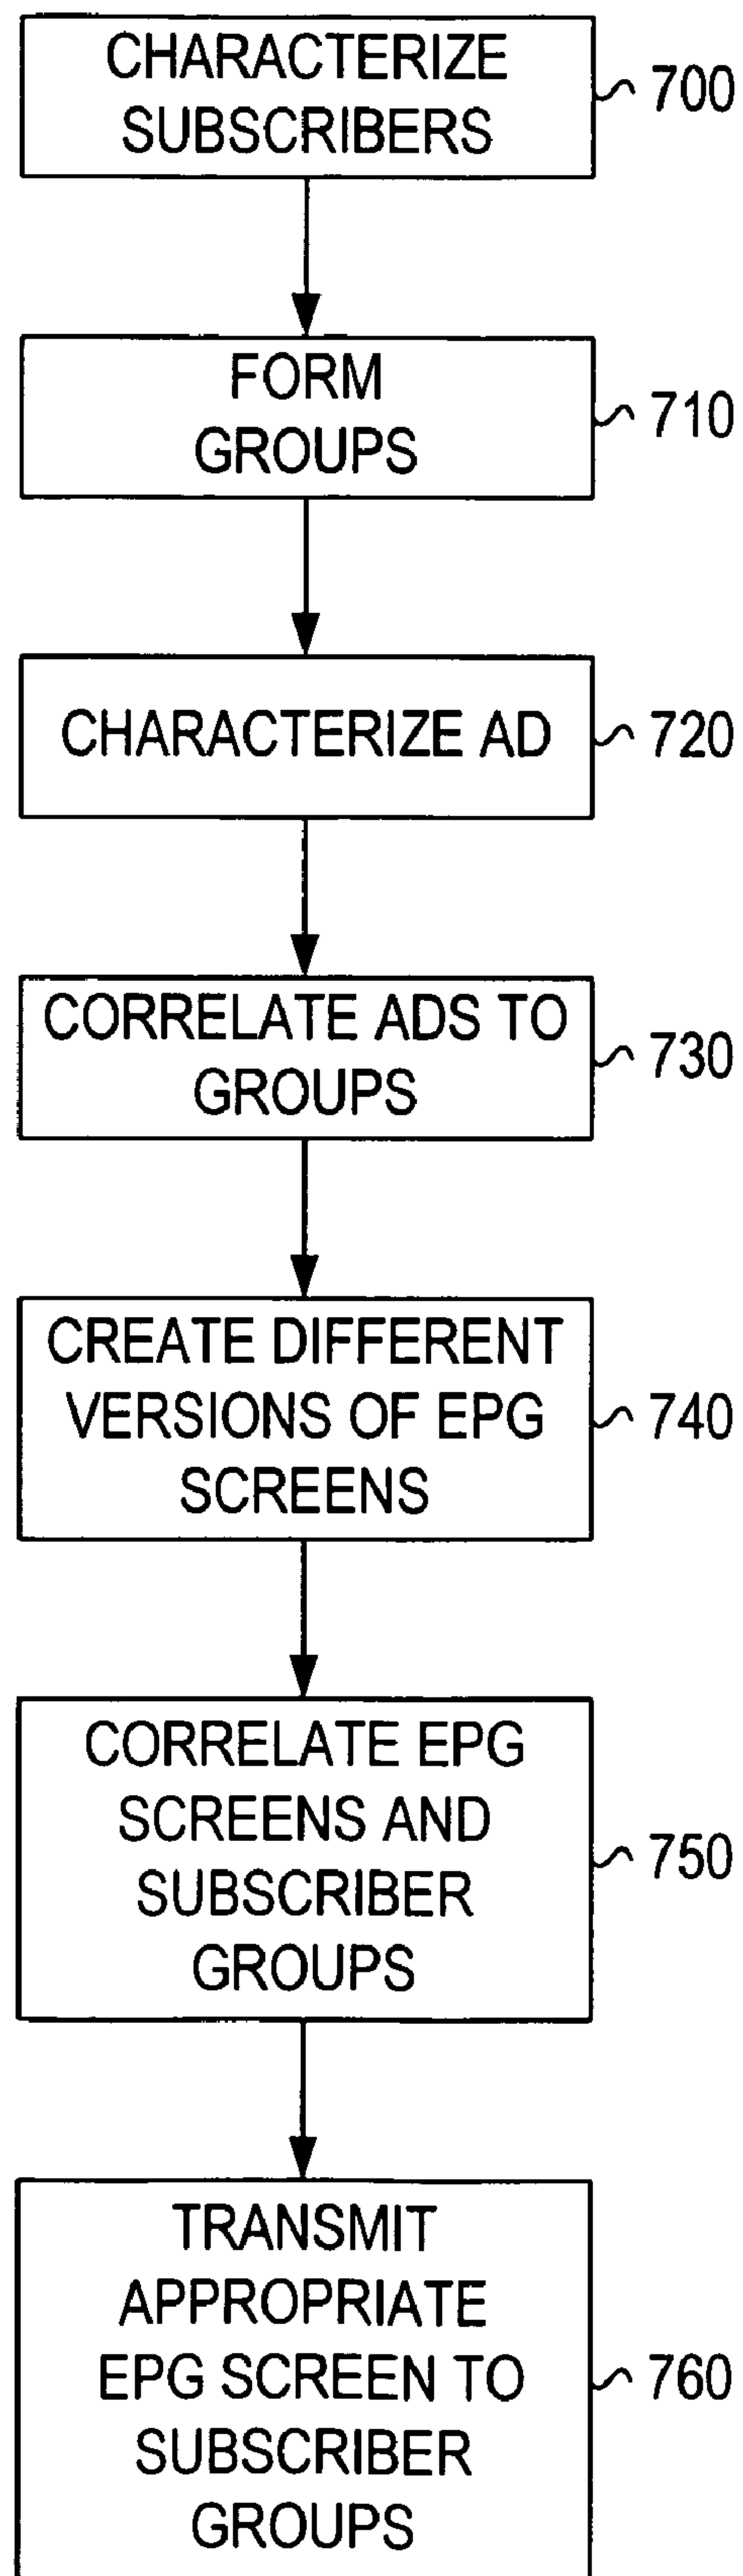 CHARACTERIZE
SUBSCRIBERS
700
FORM
GROUPS
710
CHARACTERIZE AD
720
CORRELATE ADS TO
GROUPS
730
CREATE DIFFERENT
VERSIONS OF EPG
SCREENS
740
CORRELATE EPG
SCREENS AND
SUBSCRIBER
GROUPS
750
TRANSMIT
APPROPRIATE
EPG SCREEN TO
SUBSCRIBER
GROUPS
760